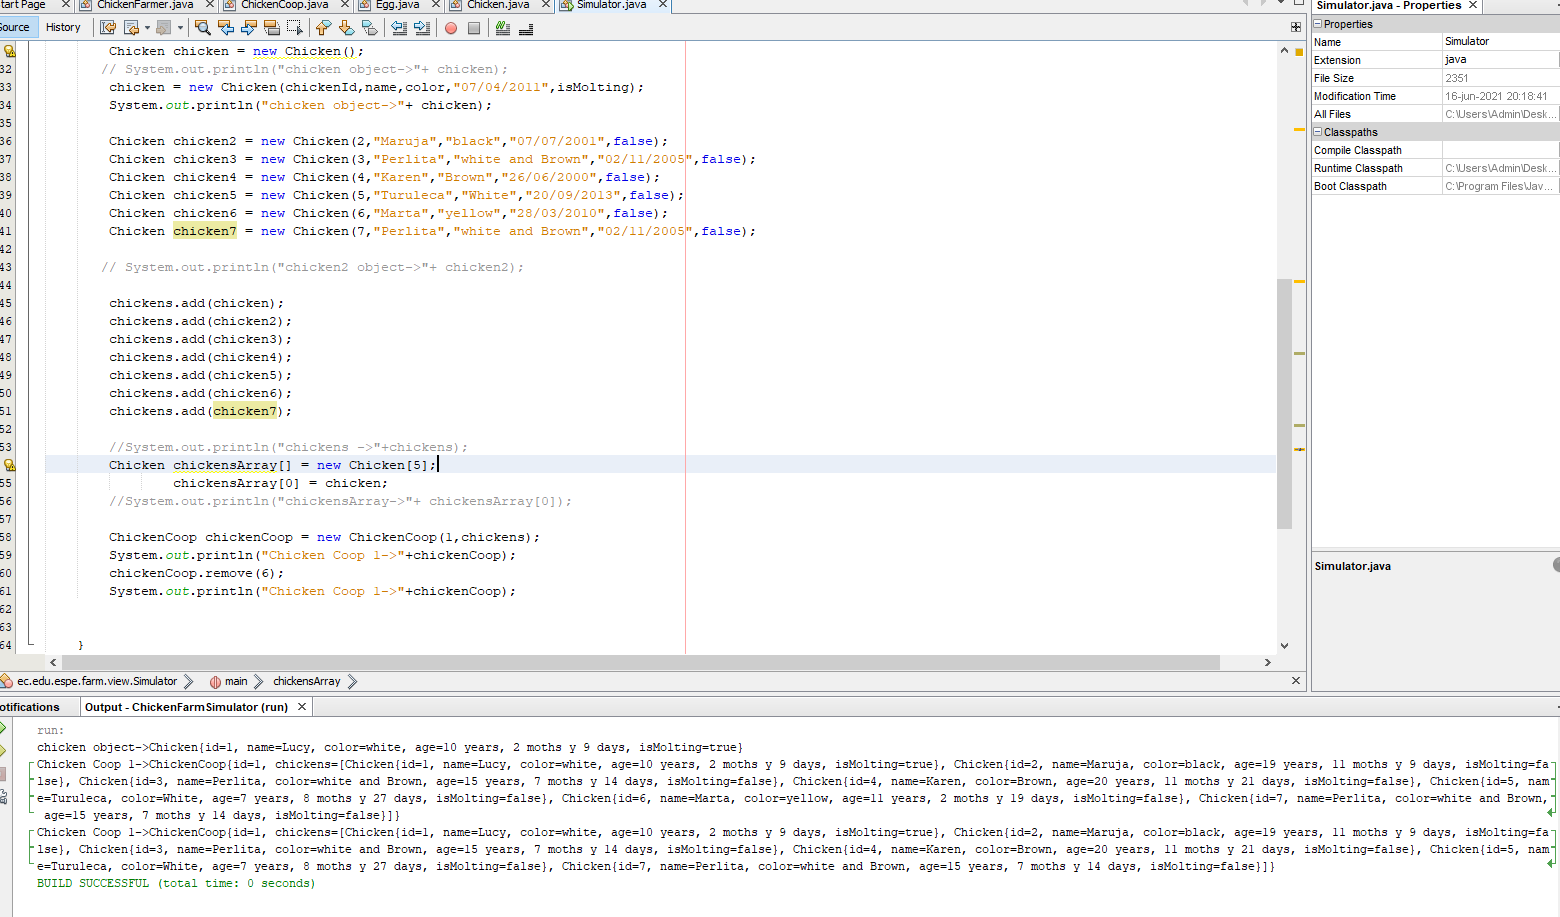 tart Page ChickenFarmer.java ChickenCoop.java Egg.java Chicken.java Simulator.java
Source History
Chicken chicken = new Chicken();
32 // System.out.println("chicken object->"+ chicken);
33 chicken = new Chicken(chickenId,name,color,"07/04/2011",isMolting);
34 System.out.println("chicken object->"+ chicken);
35
36 Chicken chicken2 = new Chicken(2,"Maruja","black","07/07/2001",false);
37 Chicken chicken3 = new Chicken(3,"Perlita","white and Brown","02/11/2005",false);
38 Chicken chicken4 = new Chicken(4,"Karen","Brown","26/06/2000",false);
39 Chicken chicken5 = new Chicken(5,"Turuleca","White","20/09/2013",false);
40 Chicken chicken6 = new Chicken(6,"Marta","yellow","28/03/2010",false);
41 Chicken chicken7 = new Chicken(7,"Perlita","white and Brown","02/11/2005",false);
42
43 // System.out.println("chicken2 object->"+ chicken2);
44
45 chickens.add(chicken);
46 chickens.add(chicken2);
47 chickens.add(chicken3);
48 chickens.add(chicken4);
49 chickens.add(chicken5);
50 chickens.add(chicken6);
51 chickens.add(chicken7);
52
53 //System.out.println("chickens ->"+chickens);
Chicken chickensArray[] = new Chicken[5];
55 chickensArray[0] = chicken;
56 //System.out.println("chickensArray->"+ chickensArray[0]);
57
58 ChickenCoop chickenCoop = new ChickenCoop(1,chickens);
59 System.out.println("Chicken Coop 1->"+chickenCoop);
60 chickenCoop.remove(6);
61 System.out.println("Chicken Coop 1->"+chickenCoop);
62
63
64 }
ec.edu.espe.farm.view.Simulator main chickensArray
Simulator.java - Properties
Properties
Name Simulator
Extension java
File Size 2351
Modification Time 16-jun-2021 20:18:41
All Files C:\Users\Admin\Desk...
Classpaths
Compile Classpath
Runtime Classpath C:\Users\Admin\Desk...
Boot Classpath C:\Program Files\Jav...
Simulator.java
otifications Output - ChickenFarmSimulator (run)
run:
chicken object->Chicken{id=1, name=Lucy, color=white, age=10 years, 2 moths y 9 days, isMolting=true}
Chicken Coop 1->ChickenCoop{id=1, chickens=[Chicken{id=1, name=Lucy, color=white, age=10 years, 2 moths y 9 days, isMolting=true}, Chicken{id=2, name=Maruja, color=black, age=19 years, 11 moths y 9 days, isMolting=fa
lse}, Chicken{id=3, name=Perlita, color=white and Brown, age=15 years, 7 moths y 14 days, isMolting=false}, Chicken{id=4, name=Karen, color=Brown, age=20 years, 11 moths y 21 days, isMolting=false}, Chicken{id=5, nam
e=Turuleca, color=White, age=7 years, 8 moths y 27 days, isMolting=false}, Chicken{id=6, name=Marta, color=yellow, age=11 years, 2 moths y 19 days, isMolting=false}, Chicken{id=7, name=Perlita, color=white and Brown,
age=15 years, 7 moths y 14 days, isMolting=false}]}
Chicken Coop 1->ChickenCoop{id=1, chickens=[Chicken{id=1, name=Lucy, color=white, age=10 years, 2 moths y 9 days, isMolting=true}, Chicken{id=2, name=Maruja, color=black, age=19 years, 11 moths y 9 days, isMolting=fa
lse}, Chicken{id=3, name=Perlita, color=white and Brown, age=15 years, 7 moths y 14 days, isMolting=false}, Chicken{id=4, name=Karen, color=Brown, age=20 years, 11 moths y 21 days, isMolting=false}, Chicken{id=5, nam
e=Turuleca, color=White, age=7 years, 8 moths y 27 days, isMolting=false}, Chicken{id=7, name=Perlita, color=white and Brown, age=15 years, 7 moths y 14 days, isMolting=false}]}
BUILD SUCCESSFUL (total time: 0 seconds)